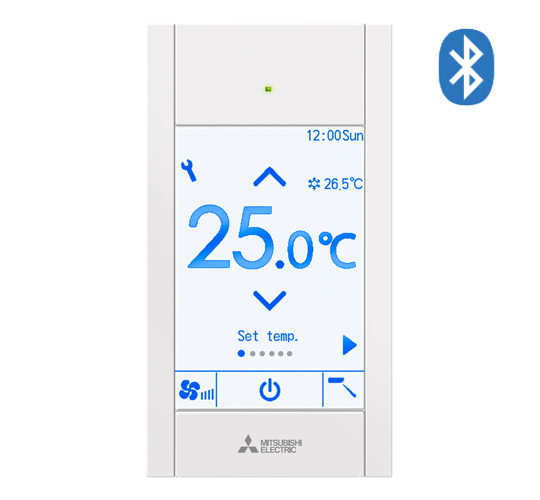 12:00Sun
26.5℃
25.0℃
Set temp.
MITSUBISHI
ELECTRIC